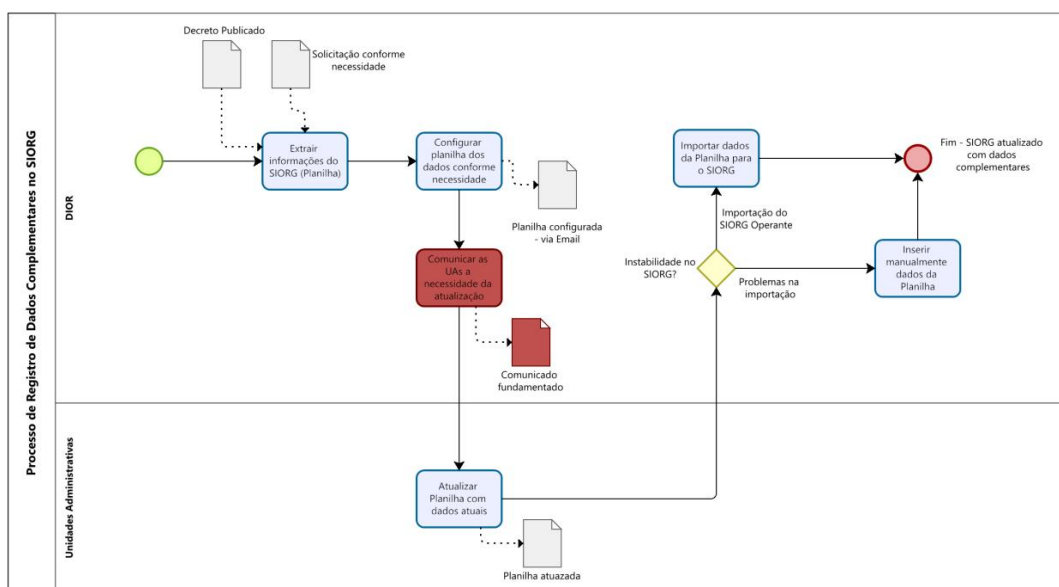 Processo de Registro de Dados Complementares no SIORG
DIOR
Decreto Publicado
Solicitação conforme
necessidade
Extrair
informações do
SIORG (Planilha)
Configurar
planilha dos
dados conforme
necessidade
Planilha configurada
- via Email
Comunicar as
UAs a
necessidade da
atualização
Comunicado
fundamentado
Importar dados
da Planilha para
o SIORG
Fim - SIORG atualizado
com dados
complementares
Importação do
SIORG Operante
Instabilidade no
SIORG?
Problemas na
importação
Inserir
manualmente
dados da
Planilha
Unidades Administrativas
Atualizar
Planilha com
dados atuais
Planilha atuazada